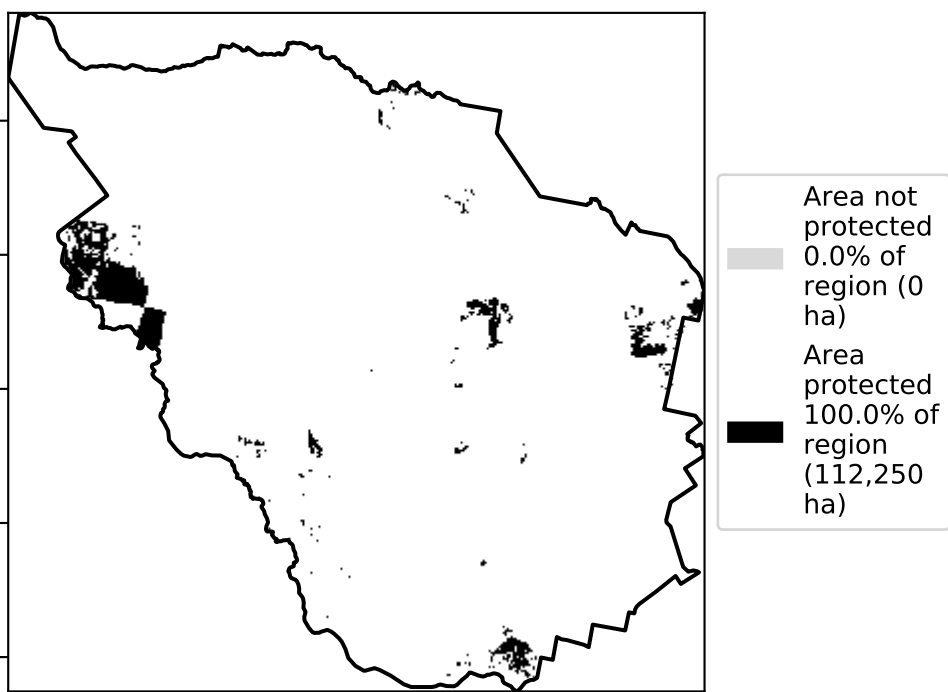 Area not
protected
0.0% of
region (0
ha)
Area
protected
100.0% of
region
(112,250
ha)